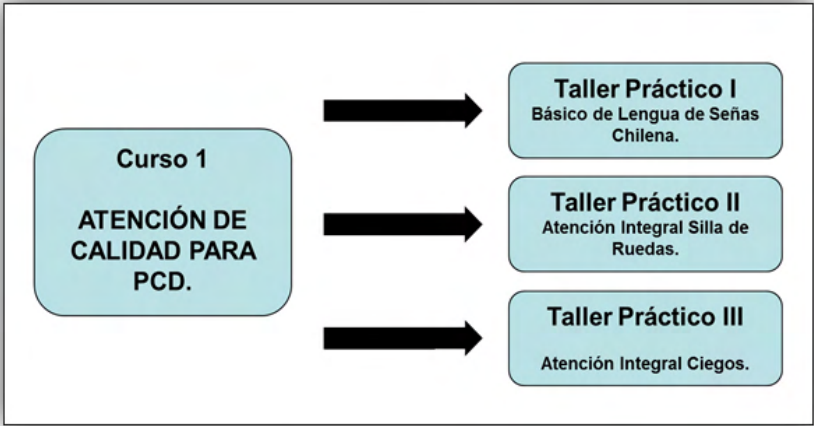 Curso 1
ATENCIÓN DE
CALIDAD PARA
PCD.
Taller Práctico I
Básico de Lengua de Señas
Chilena.
Taller Práctico II
Atención Integral Silla de
Ruedas.
Taller Práctico III
Atención Integral Ciegos.